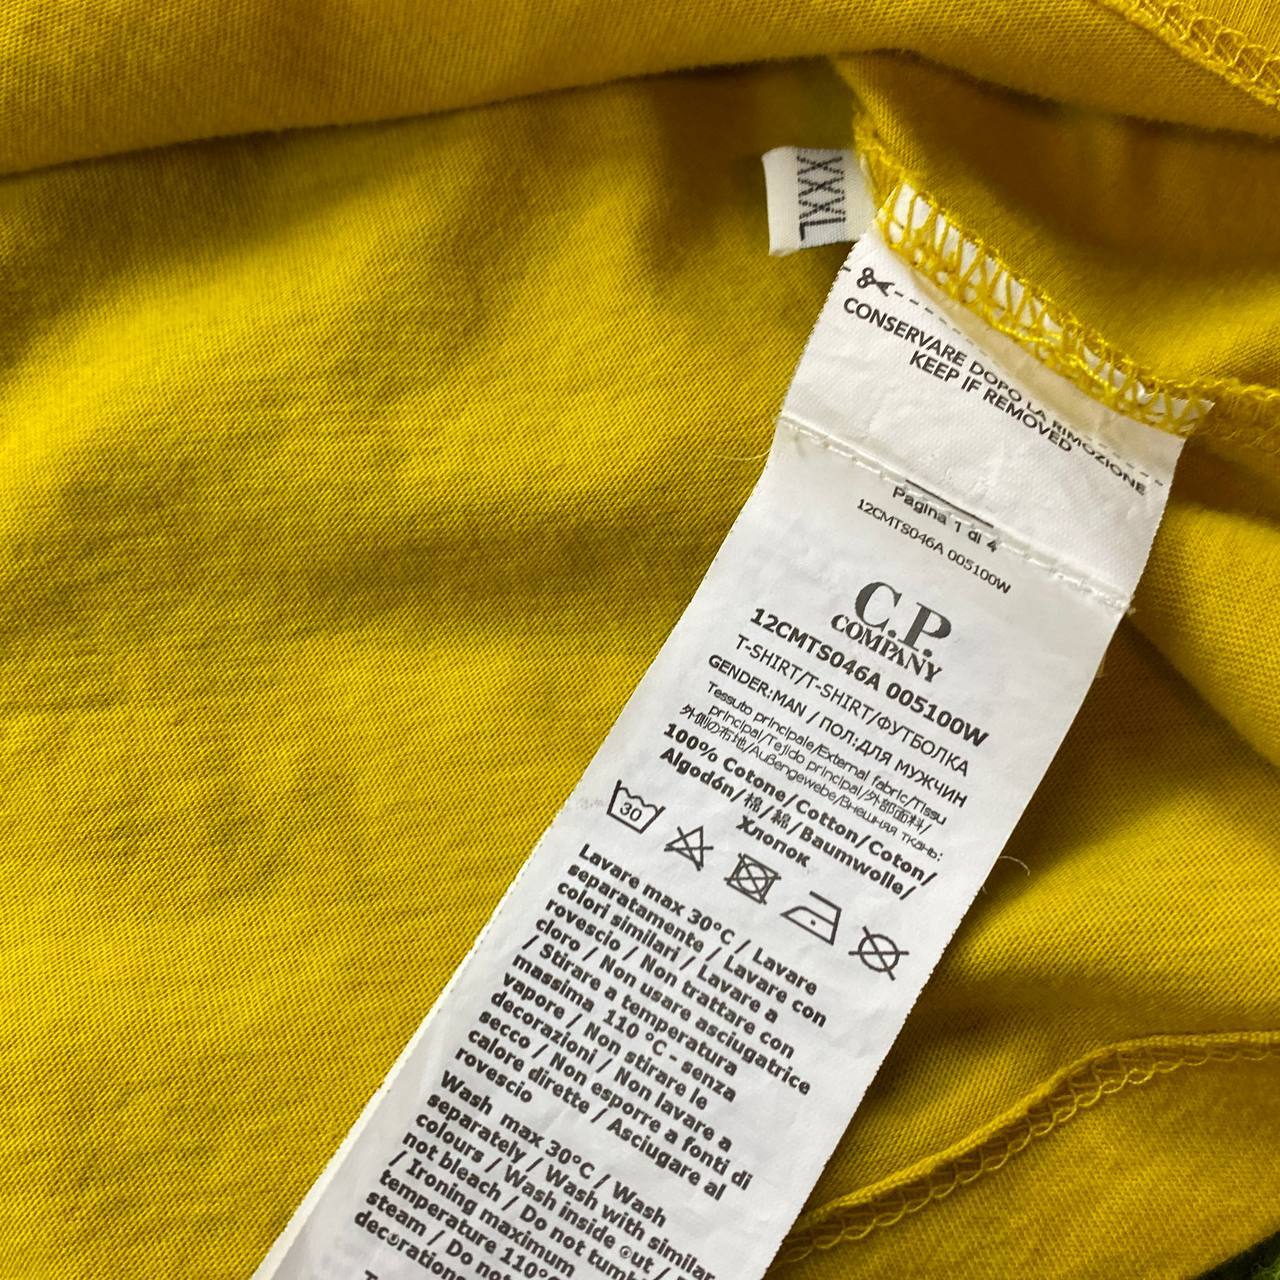 XXXL
CONSERVARE DOPO LA RIMOZIONE
KEEP IF REMOVED
Pagina 1 di 4
12CMTS046A 005100W
C.P.
COMPANY
12CMTS046A 005100W
T-SHIRT/T-SHIRT/ФУТБОЛКА
GENDER:MAN / ПОЛ:ДЛЯ МУЖЧИН
Tessuto principale/External fabric/Tissu
principal/Tejido principal/外部面料/
外側の布地/Außengewebe/Внешняя ткань:
100% Cotone/Cotton/Coton/
Algodón/棉/綿/Baumwolle/
Хлопок
30
Lavare max 30°C / Lavare
separatamente / Lavare con
colori similari / Lavare a
rovescio / Non trattare con
cloro / Non usare asciugatrice
/ Stirare a temperatura
massima 110 °C - senza
vapore / Non stirare le
decorazioni / Non lavare a
secco / Non esporre a fonti di
calore dirette / Asciugare al
rovescio
Wash max 30°C / Wash
separately / Wash with similar
colours / Wash inside out /
not bleach / Do not tumb
/ Ironing maximum
temperature 110°C
steam / Do not
decorations